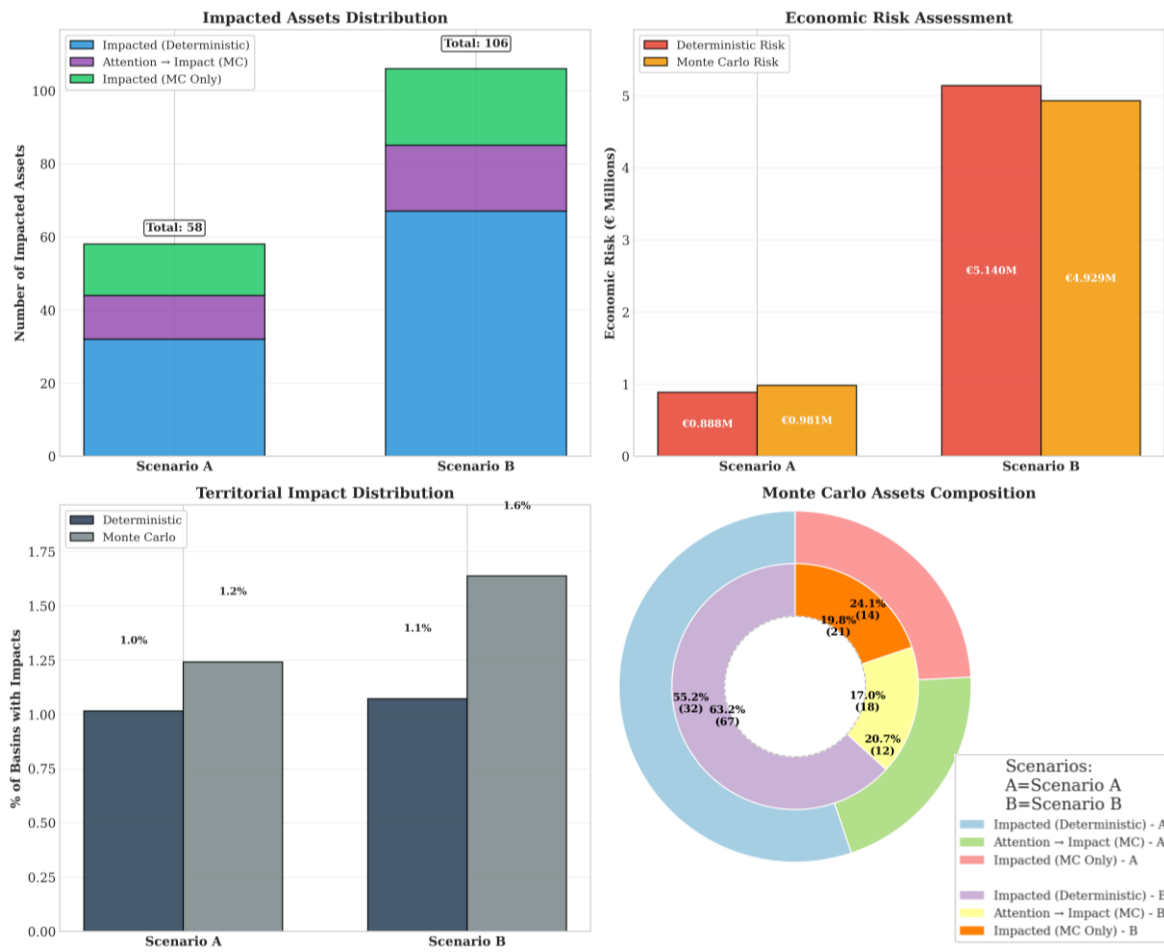 Impacted Assets Distribution
Impacted (Deterministic)
Attention → Impact (MC)
Impacted (MC Only)
Total: 106
Total: 58
Number of Impacted Assets
100
80
60
40
20
0
Scenario A
Scenario B
Economic Risk Assessment
Deterministic Risk
Monte Carlo Risk
Economic Risk (€ Millions)
5
4
3
2
1
0
€5.140M
€4.929M
€0.888M
€0.981M
Scenario A
Scenario B
Territorial Impact Distribution
Deterministic
Monte Carlo
% of Basins with Impacts
1.75
1.50
1.25
1.00
0.75
0.50
0.25
0.00
1.0%
1.2%
1.1%
1.6%
Scenario A
Scenario B
Monte Carlo Assets Composition
24.1%
(14)
19.8%
(21)
55.2%
(32)
63.2%
(67)
17.0%
(18)
20.7%
(12)
Scenarios:
A=Scenario A
B=Scenario B
Impacted (Deterministic) - A
Attention → Impact (MC) - A
Impacted (MC Only) - A
Impacted (Deterministic) - B
Attention → Impact (MC) - B
Impacted (MC Only) - B